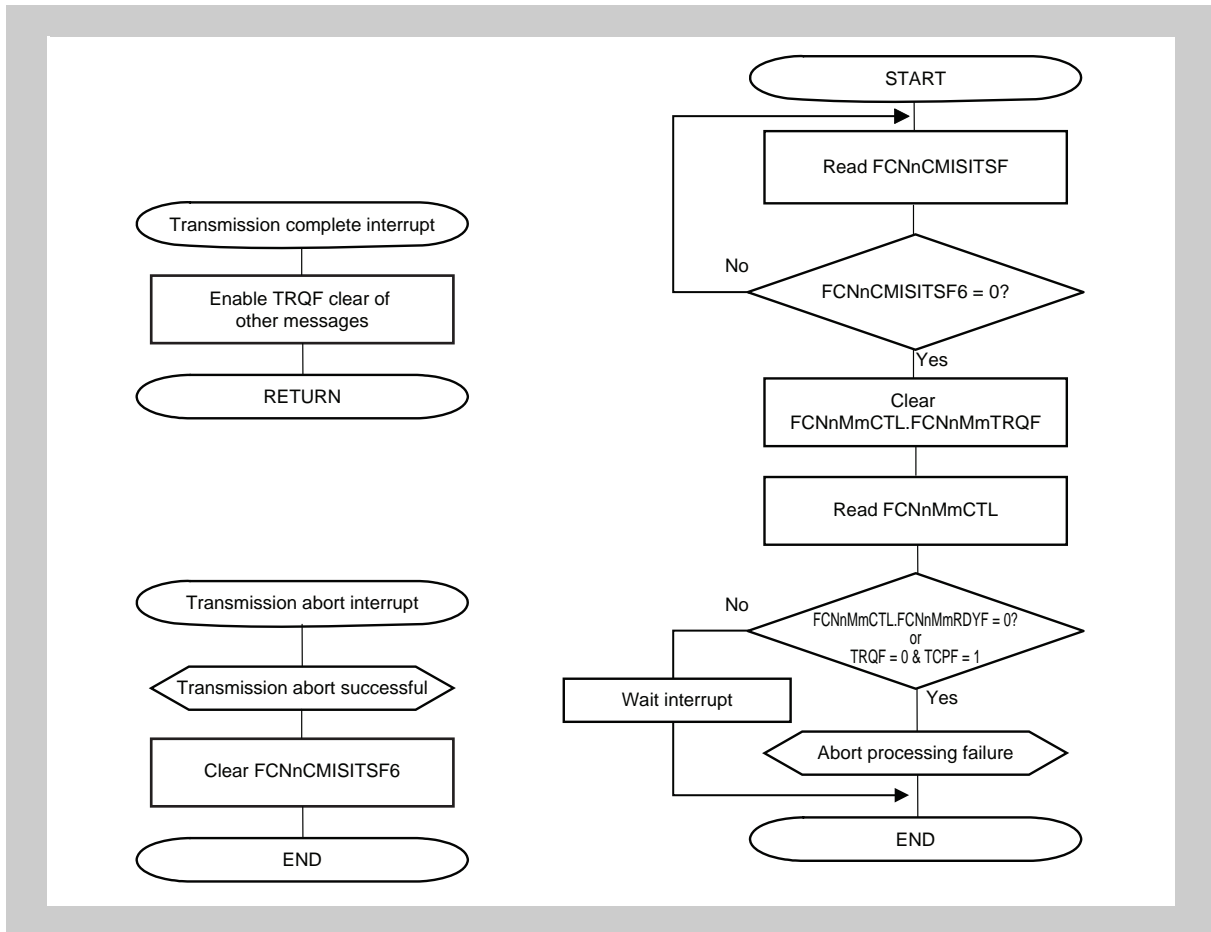 Transmission complete interrupt
Enable TRQF clear of
other messages
RETURN
Transmission abort interrupt
Transmission abort successful
Clear FCNnCMISITSF6
END
START
Read FCNnCMISITSF
No
FCNnCMISITSF6 = 0?
Yes
Clear
FCNnMmCTL.FCNnMmTRQF
Read FCNnMmCTL
No
FCNnMmCTL.FCNnMmRDYF = 0?
or
TRQF = 0 & TCPF = 1
Wait interrupt
Yes
Abort processing failure
END